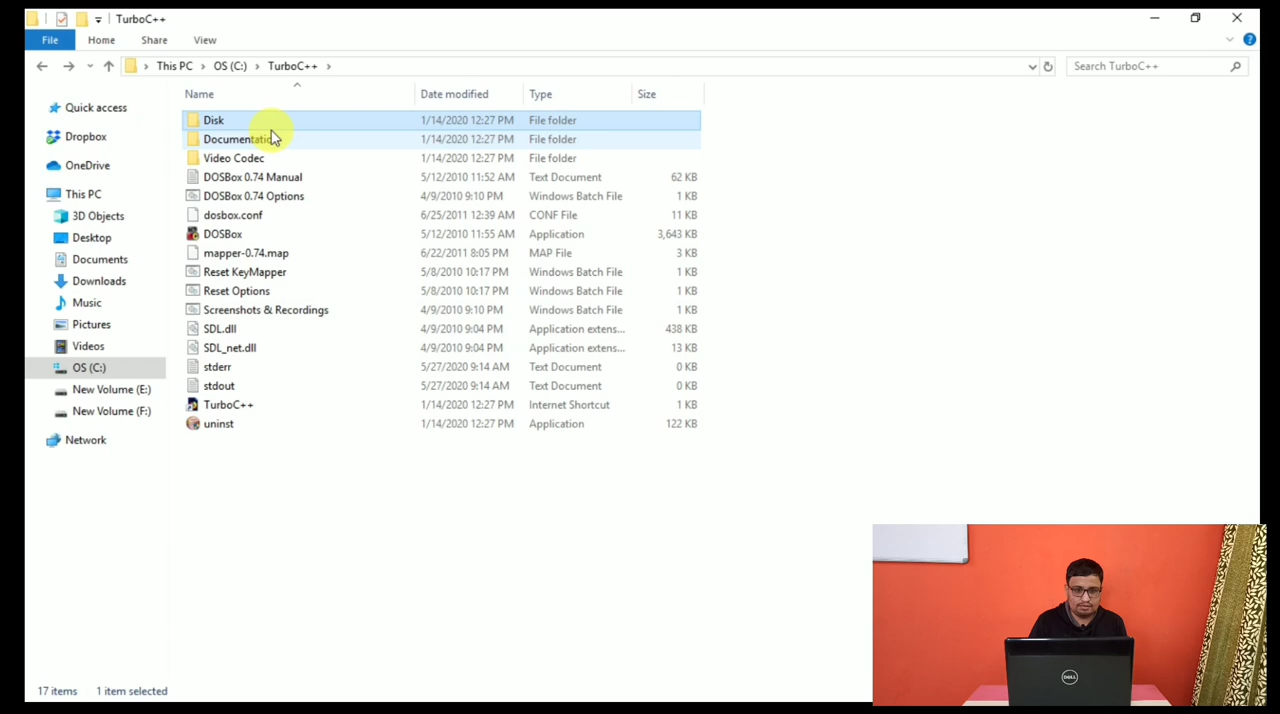 TurboC++
File Home Share View
This PC OS (C:) TurboC++ Search TurboC++
Name Date modified Type Size
Quick access
Dropbox
OneDrive
This PC
3D Objects
Desktop
Documents
Downloads
Music
Pictures
Videos
OS (C:)
New Volume (E:)
New Volume (F:)
Network
Disk 1/14/2020 12:27 PM File folder
Documentation 1/14/2020 12:27 PM File folder
Video Codec 1/14/2020 12:27 PM File folder
DOSBox 0.74 Manual 5/12/2010 11:52 AM Text Document 62 KB
DOSBox 0.74 Options 4/9/2010 9:10 PM Windows Batch File 1 KB
dosbox.conf 6/25/2011 12:39 AM CONF File 11 KB
DOSBox 5/12/2010 11:55 AM Application 3,643 KB
mapper-0.74.map 6/22/2011 8:05 PM MAP File 3 KB
Reset KeyMapper 5/8/2010 10:17 PM Windows Batch File 1 KB
Reset Options 5/8/2010 10:17 PM Windows Batch File 1 KB
Screenshots & Recordings 4/9/2010 9:10 PM Windows Batch File 1 KB
SDL.dll 4/9/2010 9:04 PM Application extens... 438 KB
SDL_net.dll 4/9/2010 9:04 PM Application extens... 13 KB
stderr 5/27/2020 9:14 AM Text Document 0 KB
stdout 5/27/2020 9:14 AM Text Document 0 KB
TurboC++ 1/14/2020 12:27 PM Internet Shortcut 1 KB
uninst 1/14/2020 12:27 PM Application 122 KB
17 items 1 item selected
DELL